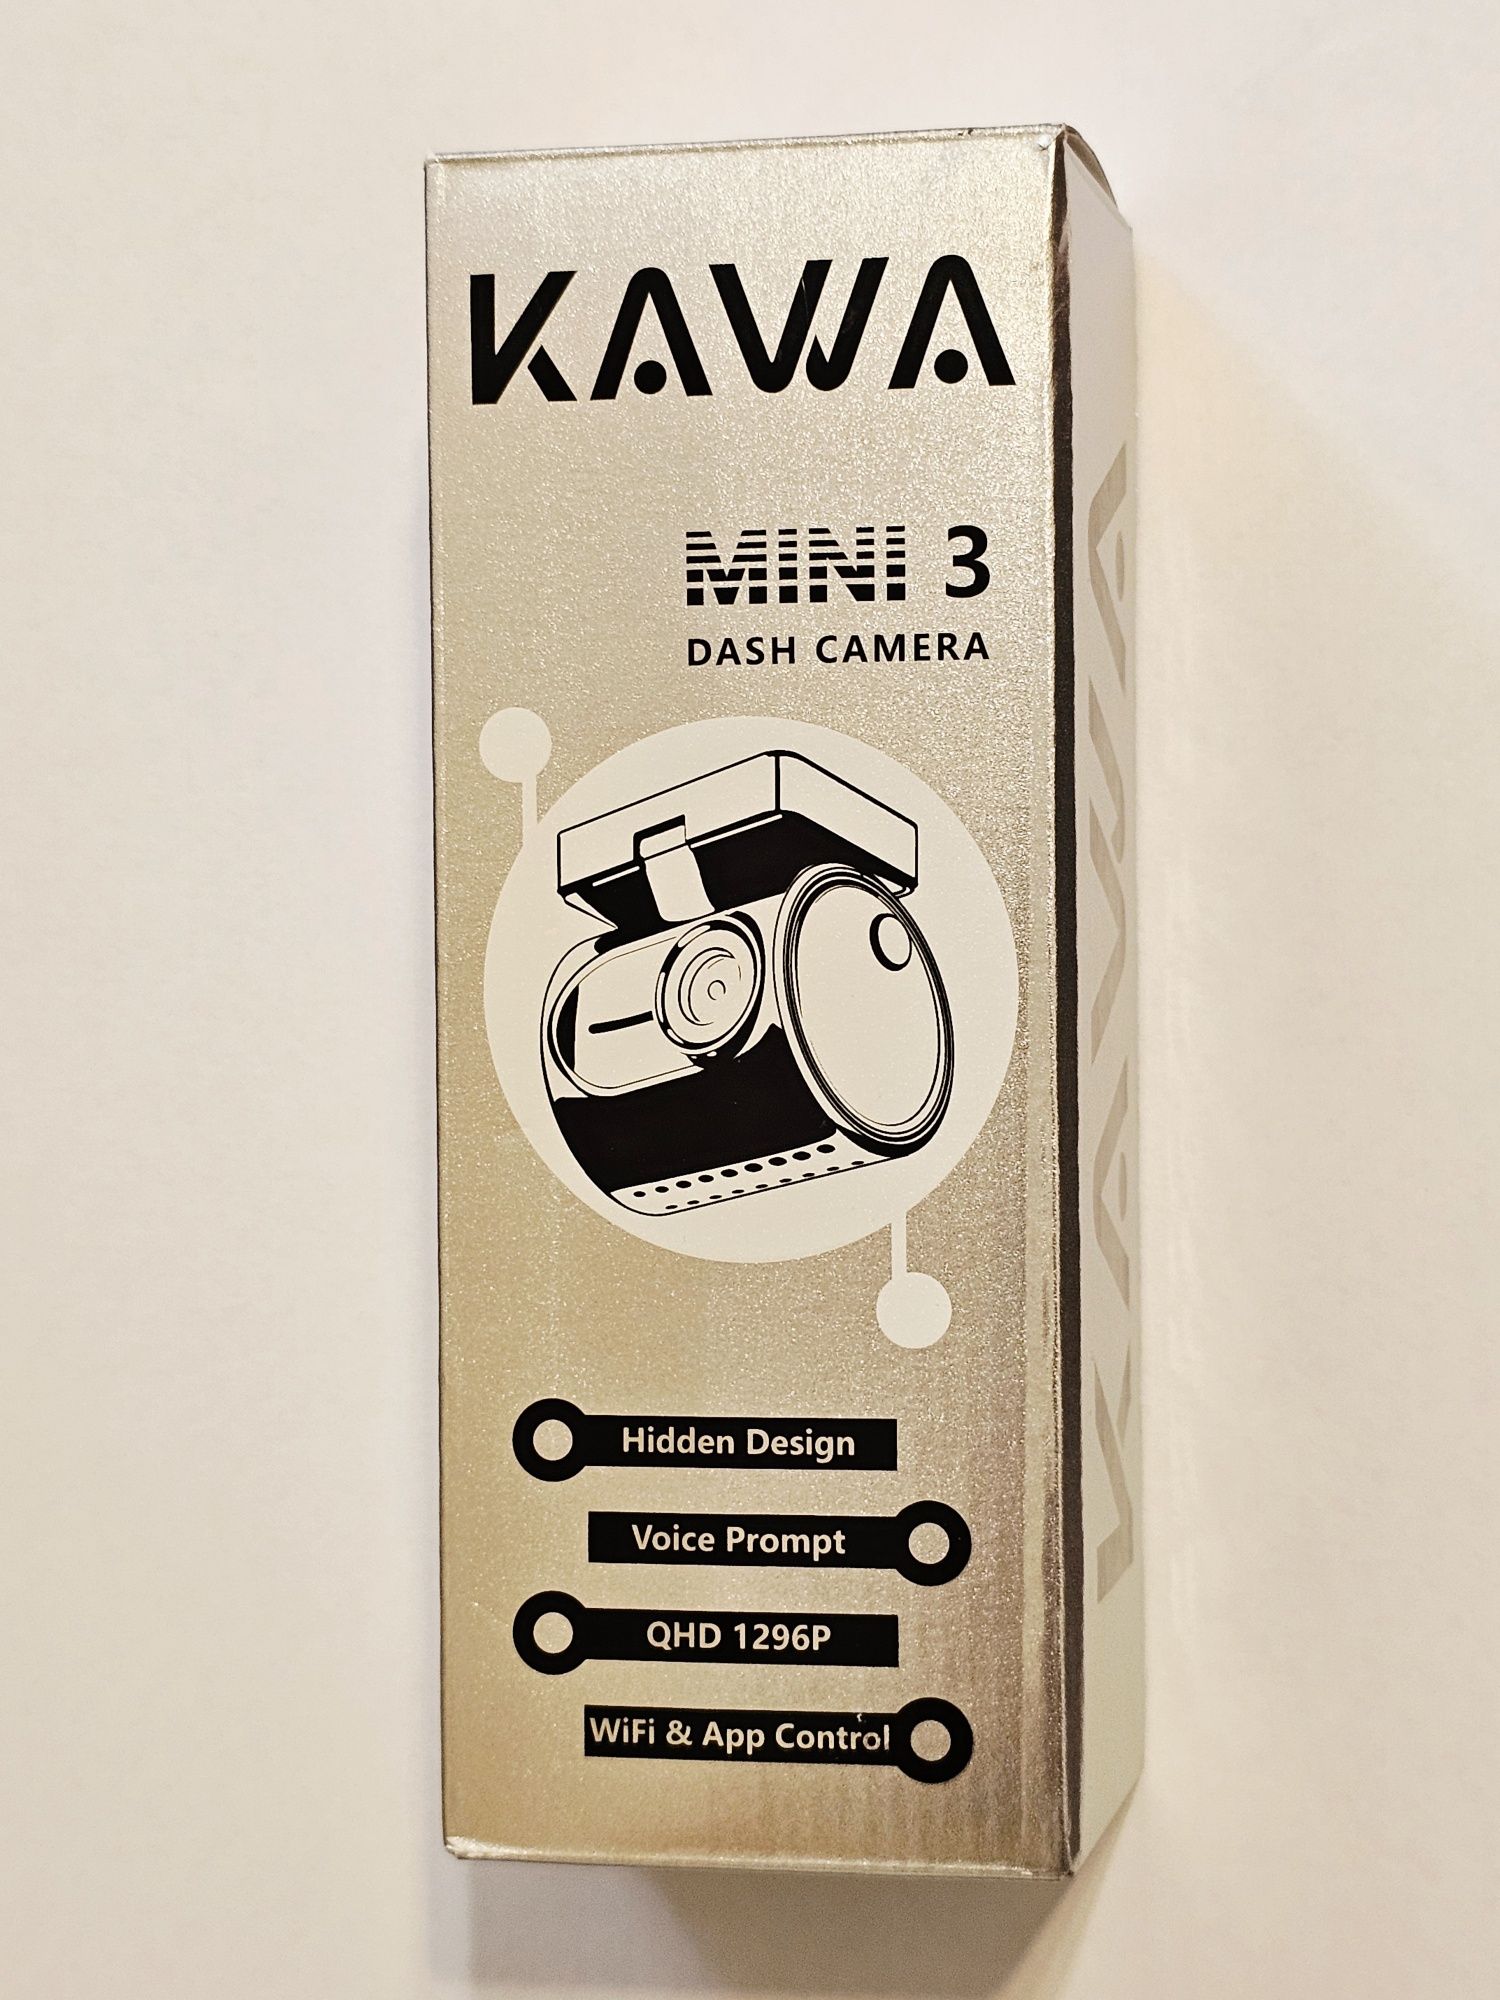 KAWA
MINI 3
DASH CAMERA
Hidden Design
Voice Prompt
QHD 1296P
WiFi & App Control
KAWA